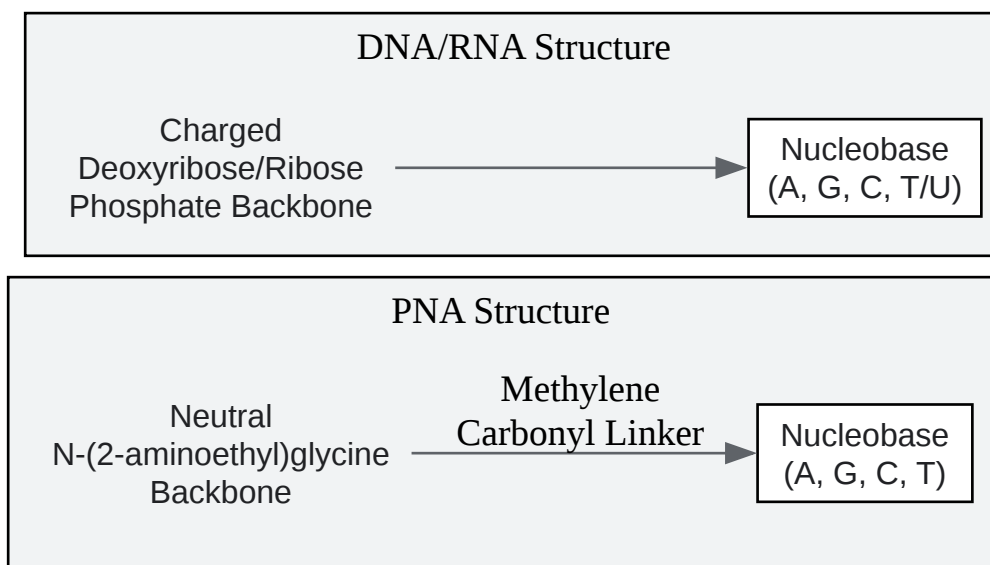 DNA/RNA Structure
Charged
Deoxyribose/Ribose
Phosphate Backbone
Nucleobase
(A, G, C, T/U)
PNA Structure
Methylene
Carbonyl Linker
Neutral
N-(2-aminoethyl)glycine
Backbone
Nucleobase
(A, G, C, T)